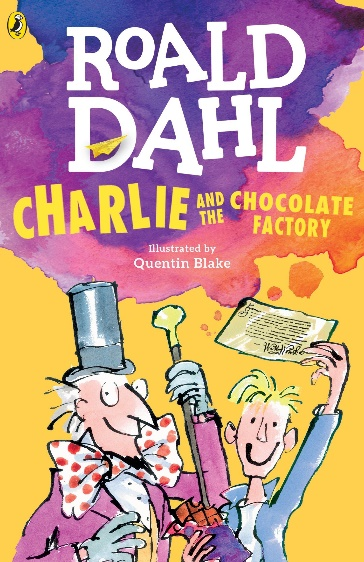 ROALD
DAHL
CHARLIE AND THE CHOCOLATE FACTORY
Illustrated by
Quentin Blake